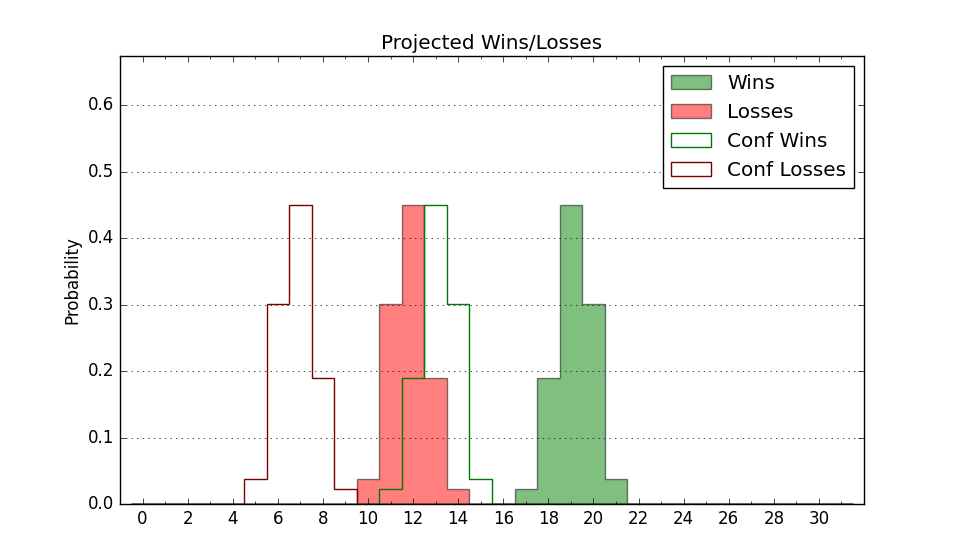 Projected Wins/Losses
Wins
Losses
Conf Wins
Conf Losses
Probability
0.6
0.5
0.4
0.3
0.2
0.1
0.0
0 2 4 6 8 10 12 14 16 18 20 22 24 26 28 30